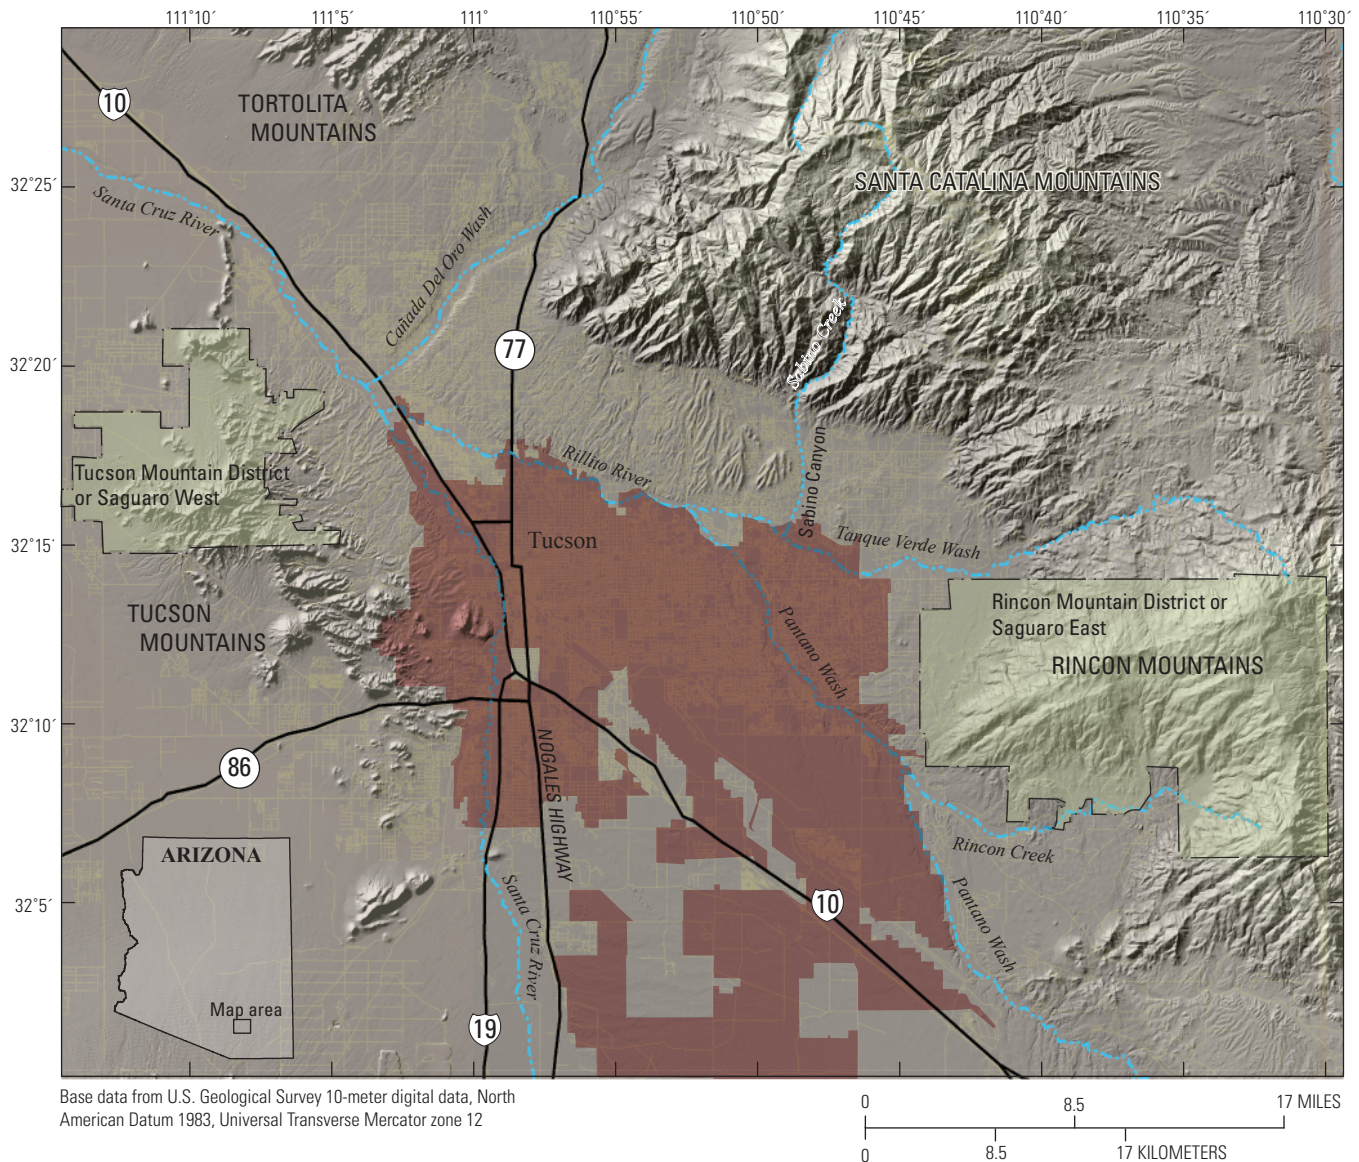 111°10´
111°5´
111°
110°55´
110°50´
110°45´
110°40´
110°35´
110°30´
10
TORTOLITA
MOUNTAINS
32°25´
Santa Cruz River
SANTA CATALINA MOUNTAINS
Cañada Del Oro Wash
Sabino Creek
77
32°20´
Sabino Canyon
Rillito River
Tucson Mountain District
or Saguaro West
Tucson
Tanque Verde Wash
32°15´
Rincon Mountain District or
Saguaro East
TUCSON
MOUNTAINS
Pantano Wash
RINCON MOUNTAINS
32°10´
86
NOGALES HIGHWAY
Rincon Creek
ARIZONA
Map area
32°5´
Santa Cruz River
10
Pantano Wash
19
Base data from U.S. Geological Survey 10-meter digital data, North
American Datum 1983, Universal Transverse Mercator zone 12
0
8.5
17 MILES
0
8.5
17 KILOMETERS